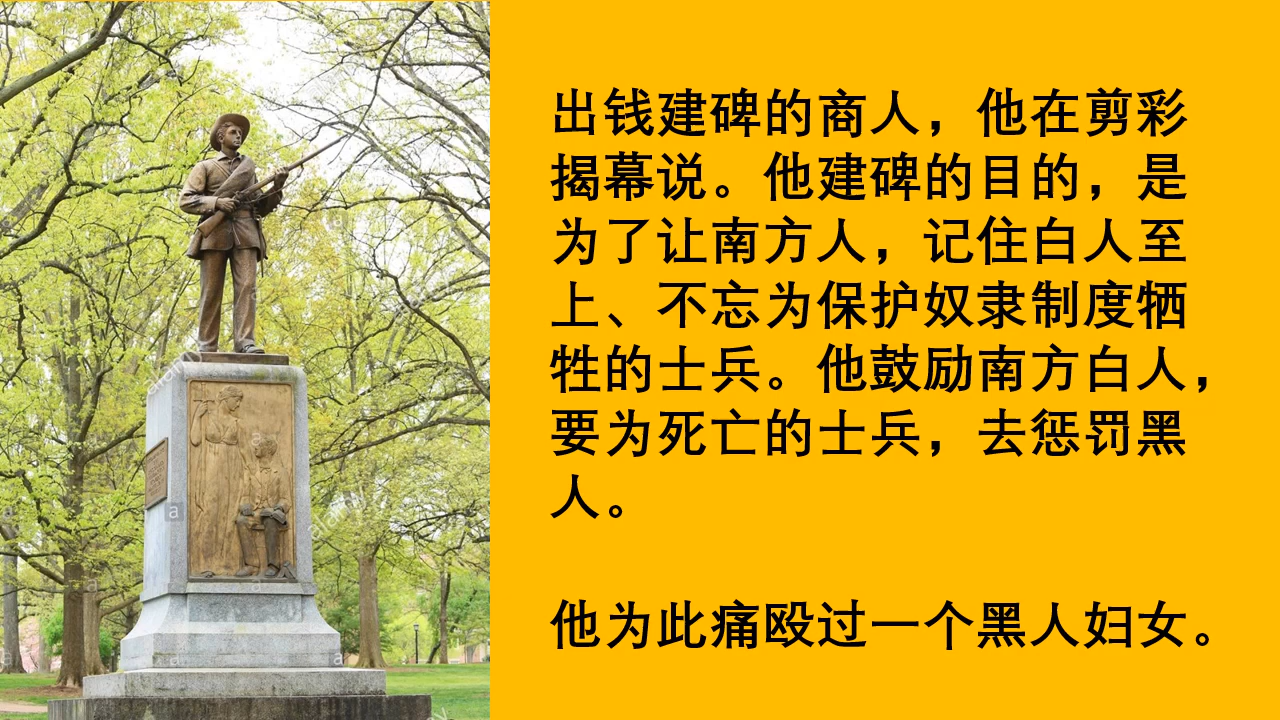 出钱建碑的商人，他在剪彩
揭幕说。他建碑的目的，是
为了让南方人，记住白人至
上、不忘为保护奴隶制度牺
牲的士兵。他鼓励南方白人，
要为死亡的士兵，去惩罚黑
人。
他为此痛殴过一个黑人妇女。